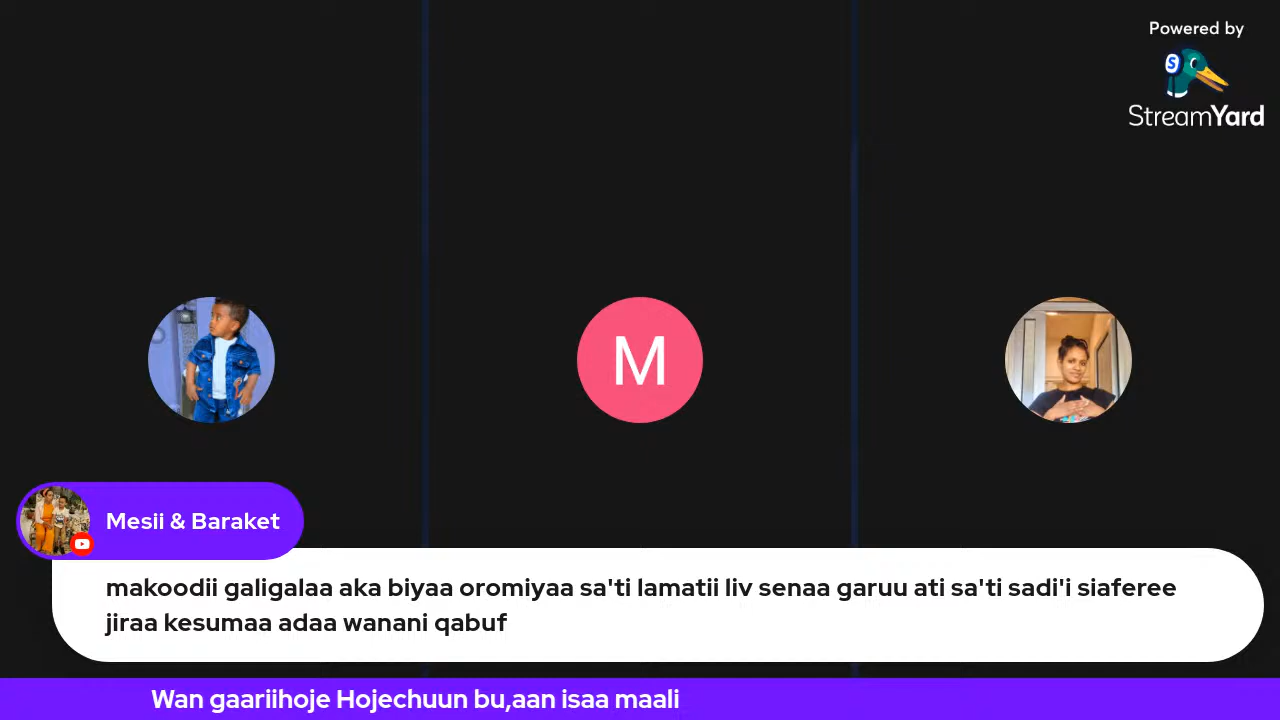 Powered by
StreamYard
M
Mesii & Baraket
makoodii galigalaa aka biyaa oromiyaa sa'ti lamatii liv senaa garuu ati sa'ti sadi'i siaferee
jiraa kesumaa adaa wanani qabuf
Wan gaariihoje Hojechuun bu,aan isaa maali